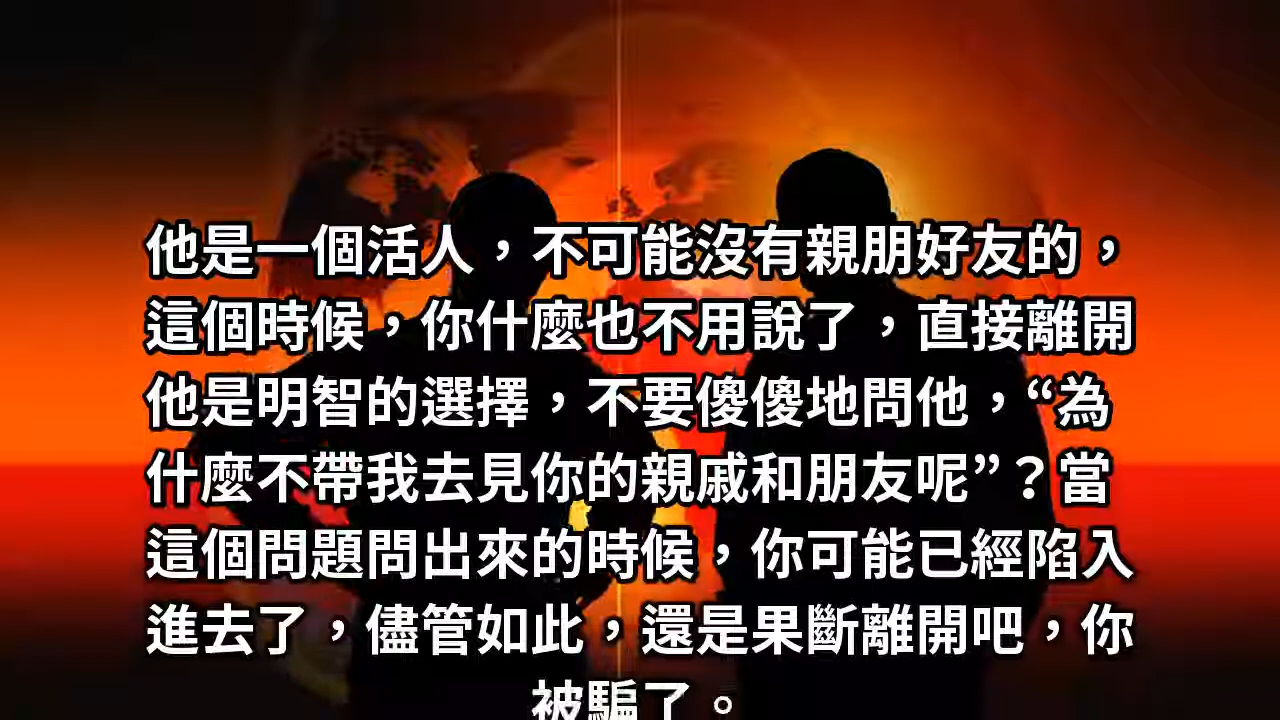 他是一個活人，不可能沒有親朋好友的，
這個時候，你什麼也不用說了，直接離開
他是明智的選擇，不要傻傻地問他，“為
什麼不帶我去見你的親戚和朋友呢”？當
這個問題問出來的時候，你可能已經陷入
進去了，儘管如此，還是果斷離開吧，你
被騙了。